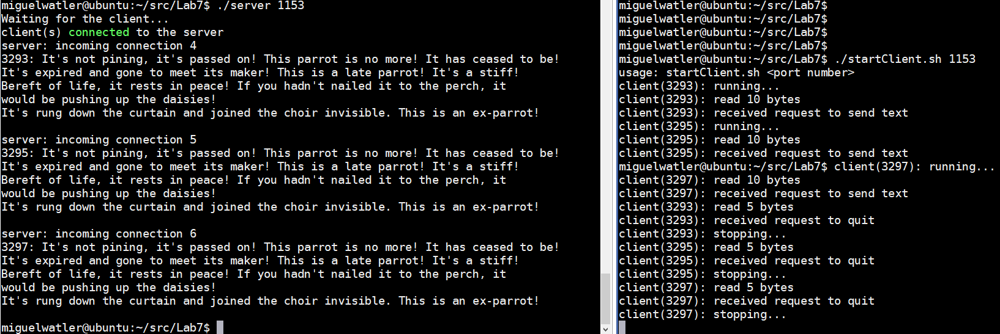 miguelwatler@ubuntu:~/src/Lab7$ ./server 1153
Waiting for the client...
client(s) connected to the server
server: incoming connection 4
3293: It's not pining, it's passed on! This parrot is no more! It has ceased to be!
It's expired and gone to meet its maker! This is a late parrot! It's a stiff!
Bereft of life, it rests in peace! If you hadn't nailed it to the perch, it
would be pushing up the daisies!
It's rung down the curtain and joined the choir invisible. This is an ex-parrot!

server: incoming connection 5
3295: It's not pining, it's passed on! This parrot is no more! It has ceased to be!
It's expired and gone to meet its maker! This is a late parrot! It's a stiff!
Bereft of life, it rests in peace! If you hadn't nailed it to the perch, it
would be pushing up the daisies!
It's rung down the curtain and joined the choir invisible. This is an ex-parrot!

server: incoming connection 6
3297: It's not pining, it's passed on! This parrot is no more! It has ceased to be!
It's expired and gone to meet its maker! This is a late parrot! It's a stiff!
Bereft of life, it rests in peace! If you hadn't nailed it to the perch, it
would be pushing up the daisies!
It's rung down the curtain and joined the choir invisible. This is an ex-parrot!

miguelwatler@ubuntu:~/src/Lab7$
miguelwatler@ubuntu:~/src/Lab7$
miguelwatler@ubuntu:~/src/Lab7$
miguelwatler@ubuntu:~/src/Lab7$
miguelwatler@ubuntu:~/src/Lab7$
miguelwatler@ubuntu:~/src/Lab7$ ./startClient.sh 1153
usage: startClient.sh <port number>
client(3293): running...
client(3293): read 10 bytes
client(3293): received request to send text
client(3295): running...
client(3295): read 10 bytes
client(3295): received request to send text
miguelwatler@ubuntu:~/src/Lab7$ client(3297): running...
client(3297): read 10 bytes
client(3297): received request to send text
client(3293): read 5 bytes
client(3293): received request to quit
client(3293): stopping...
client(3295): read 5 bytes
client(3295): received request to quit
client(3295): stopping...
client(3297): read 5 bytes
client(3297): received request to quit
client(3297): stopping...